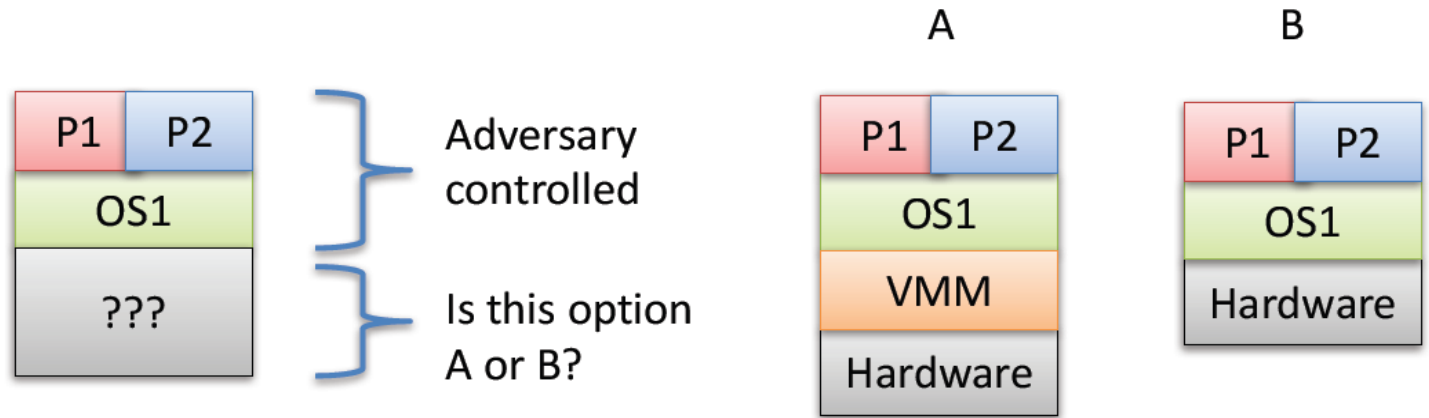 P1 P2
OS1
???
Adversary
controlled
Is this option
A or B?
A
P1 P2
OS1
VMM
Hardware
B
P1 P2
OS1
Hardware